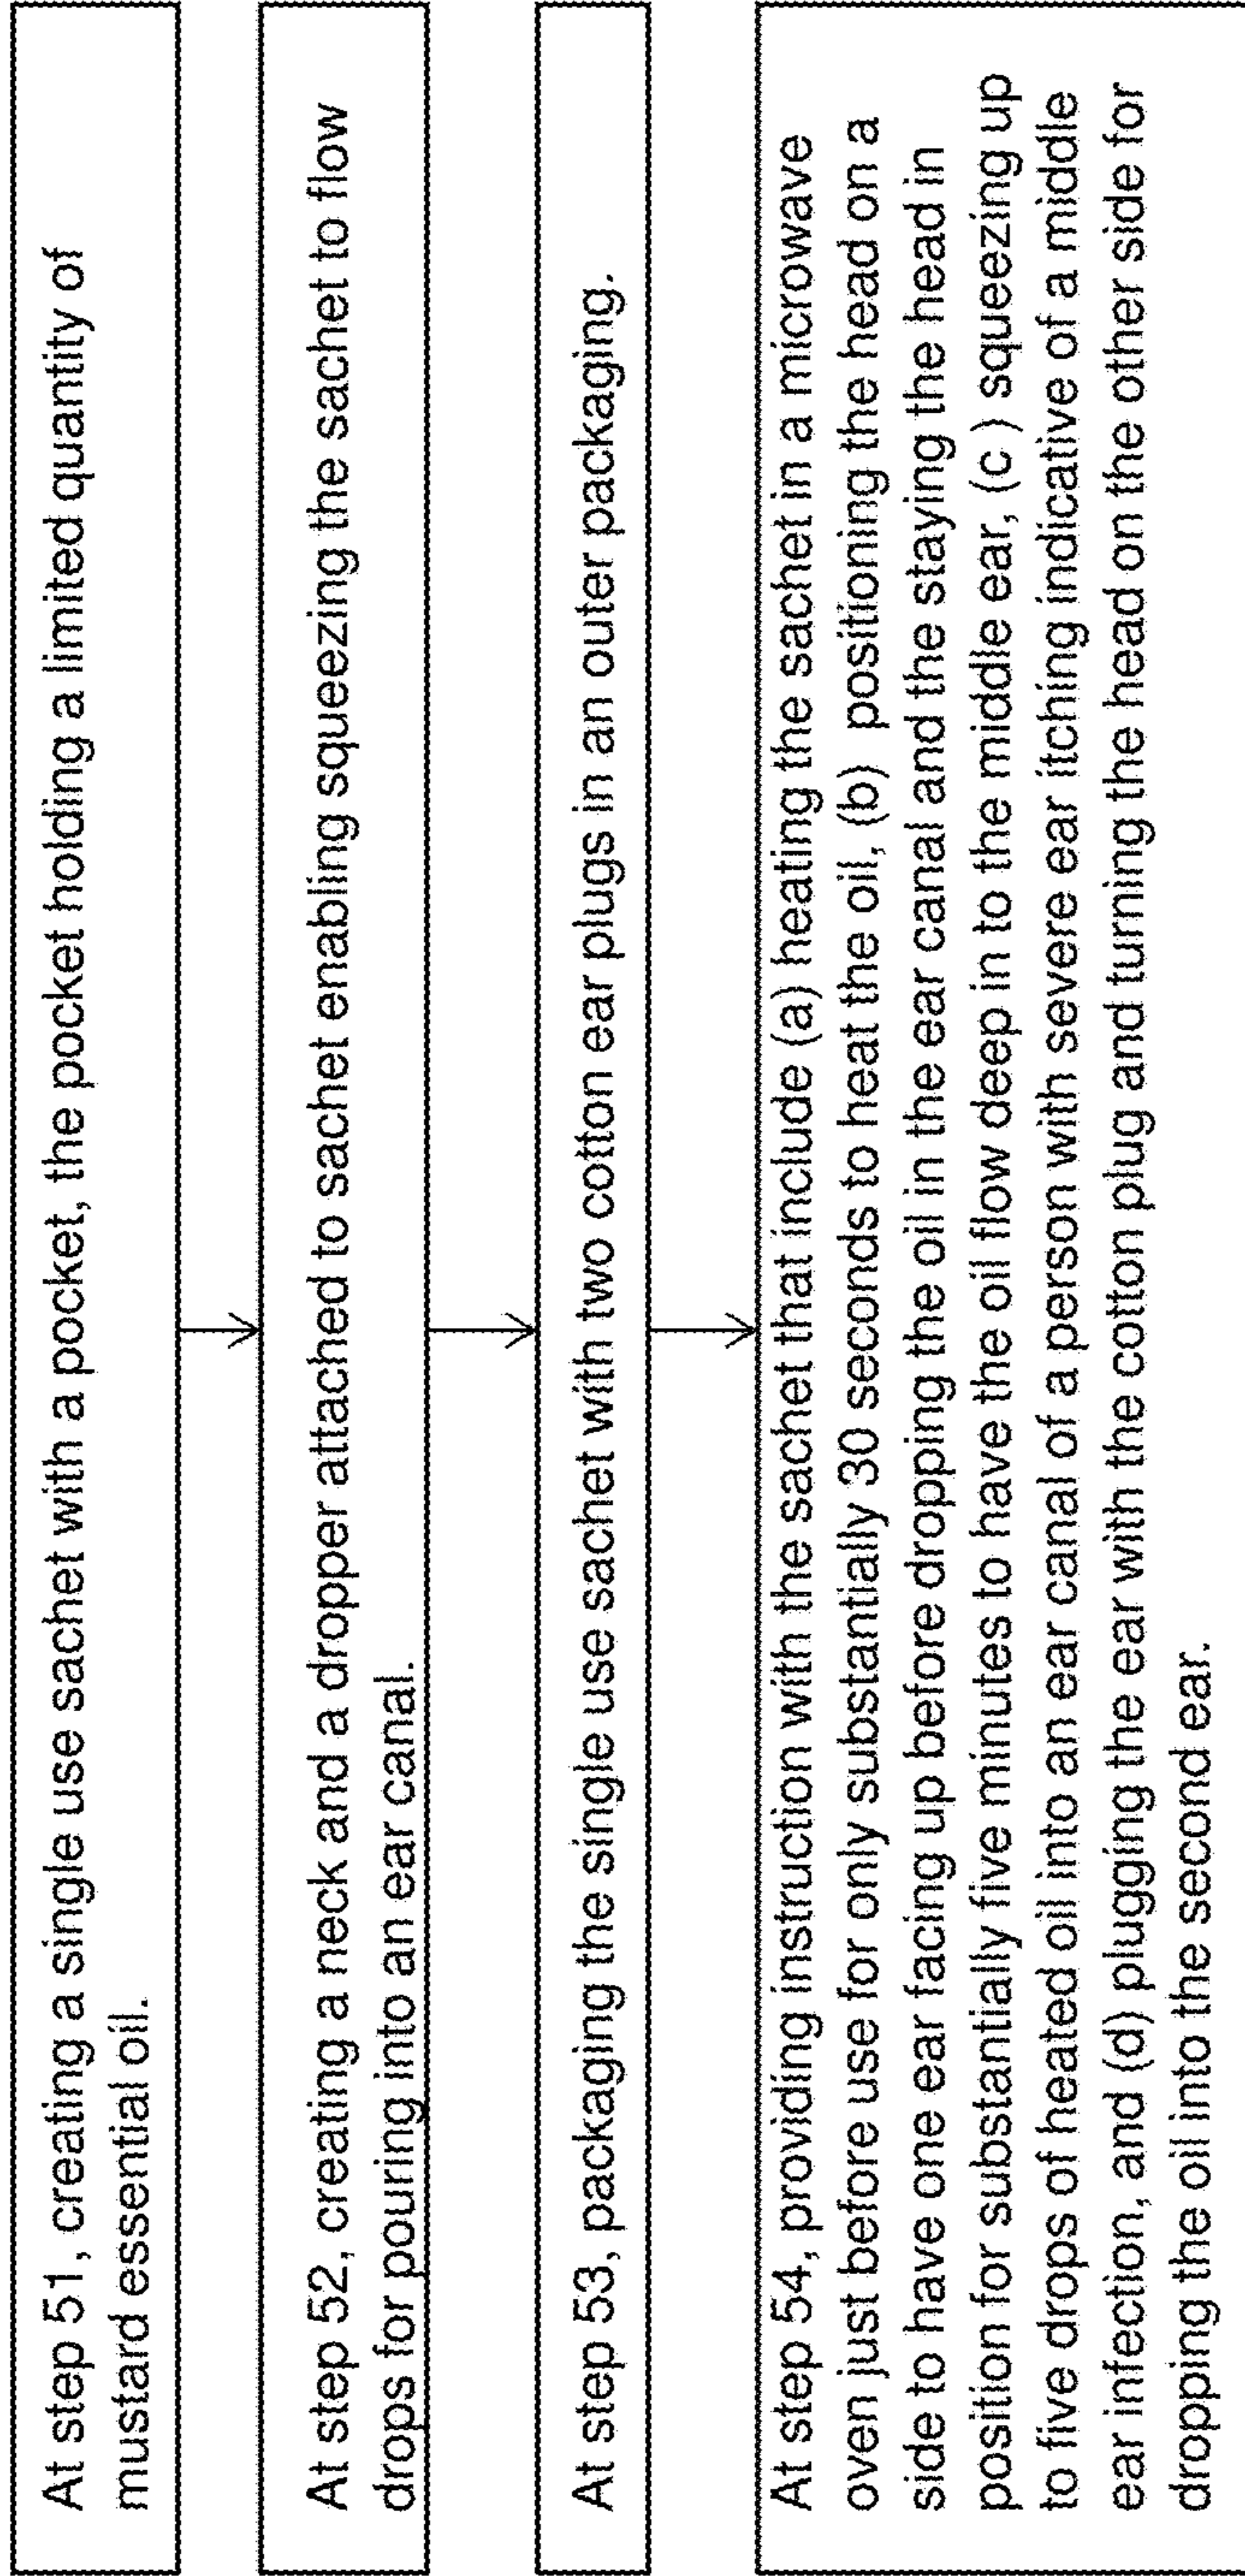 At step 51, creating a single use sachet with a pocket, the pocket holding a limited quantity of
mustard essential oil.
At step 52, creating a neck and a dropper attached to sachet enabling squeezing the sachet to flow
drops for pouring into an ear canal.
At step 53, packaging the single use sachet with two cotton ear plugs in an outer packaging.
At step 54, providing instruction with the sachet that include (a) heating the sachet in a microwave
oven just before use for only substantially 30 seconds to heat the oil, (b) positioning the head on a
side to have one ear facing up before dropping the oil in the ear canal and the staying the head in
position for substantially five minutes to have the oil flow deep in to the middle ear, (c ) squeezing up
to five drops of heated oil into an ear canal of a person with severe ear itching indicative of a middle
ear infection, and (d) plugging the ear with the cotton plug and turning the head on the other side for
dropping the oil into the second ear.